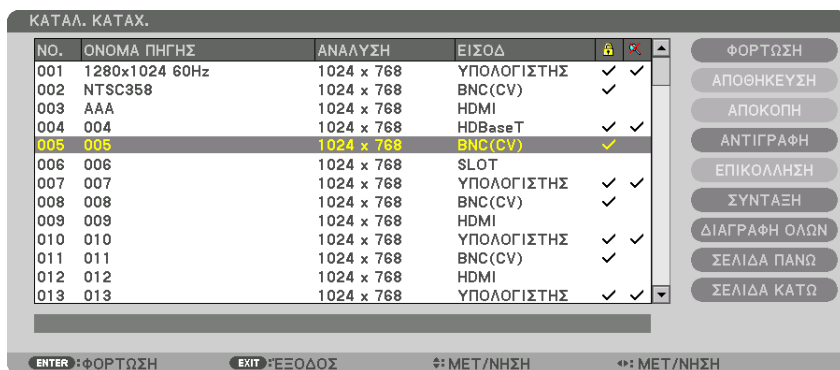 ΚΑΤΑΛ. ΚΑΤΑΧ.
NO. ΟΝΟΜΑ ΠΗΓΗΣ ΑΝΑΛΥΣΗ ΕΙΣΟΔ
001 1280x1024 60Hz 1024 x 768 ΥΠΟΛΟΓΙΣΤΗΣ ✓ ✓
002 NTSC358 1024 x 768 BNC(CV) ✓
003 AAA 1024 x 768 HDMI
004 004 1024 x 768 HDBaseT ✓ ✓
005 005 1024 x 768 BNC(CV) ✓
006 006 1024 x 768 SLOT
007 007 1024 x 768 ΥΠΟΛΟΓΙΣΤΗΣ ✓ ✓
008 008 1024 x 768 BNC(CV) ✓
009 009 1024 x 768 HDMI
010 010 1024 x 768 ΥΠΟΛΟΓΙΣΤΗΣ ✓ ✓
011 011 1024 x 768 BNC(CV) ✓
012 012 1024 x 768 HDMI
013 013 1024 x 768 ΥΠΟΛΟΓΙΣΤΗΣ ✓ ✓
ΦΟΡΤΩΣΗ
ΑΠΟΘΗΚΕΥΣΗ
ΑΠΟΚΟΠΗ
ΑΝΤΙΓΡΑΦΗ
ΕΠΙΚΟΛΛΗΣΗ
ΣΥΝΤΑΞΗ
ΔΙΑΓΡΑΦΗ ΟΛΩΝ
ΣΕΛΙΔΑ ΠΑΝΩ
ΣΕΛΙΔΑ ΚΑΤΩ
ENTER:ΦΟΡΤΩΣΗ EXIT:ΈΞΟΔΟΣ :ΜΕΤ/ΝΗΣΗ :ΜΕΤ/ΝΗΣΗ